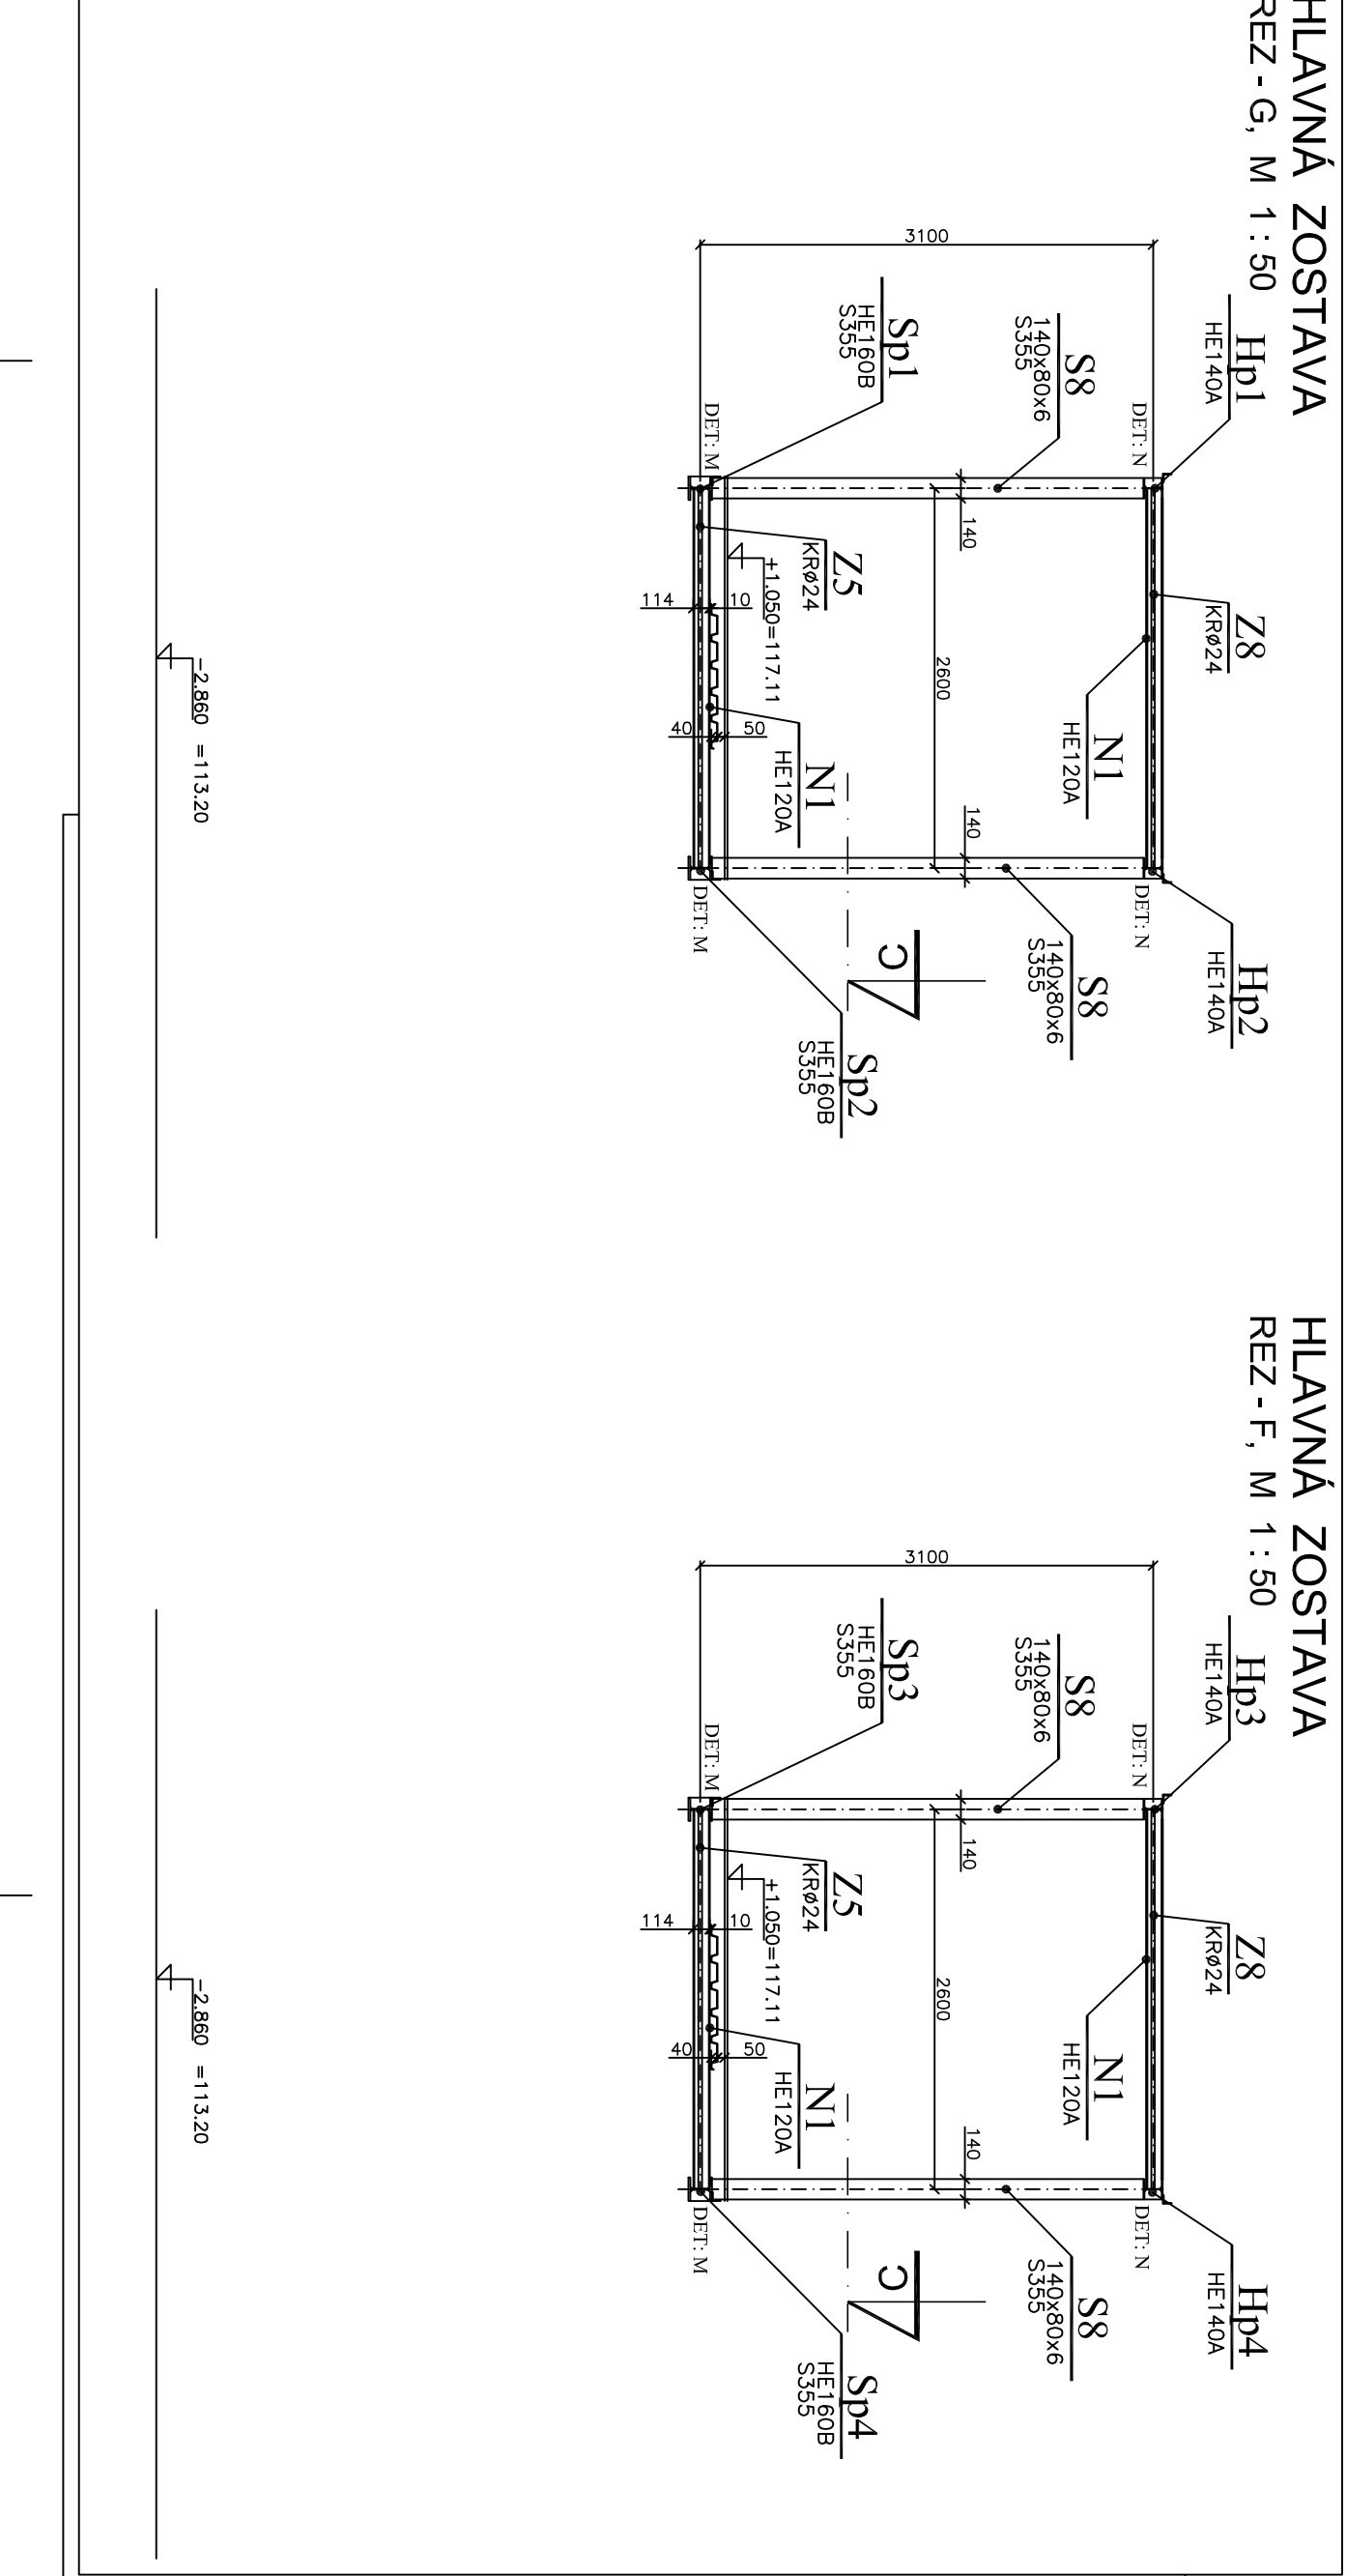 HLAVNÁ ZOSTAVA
REZ - G, M 1 : 50
3100
Hp1
HE140A
Z8
KRø24
Hp2
HE140A
DET: N
DET: N
S8
140x80x6
S355
N1
HE120A
S8
140x80x6
S355
140
2600
140
Sp1
HE160B
S355
Z5
KRø24
+1.050=117.11
N1
HE120A
C
Sp2
HE160B
S355
DET: M
DET: M
114
10
40
50
-2.860 =113.20
HLAVNÁ ZOSTAVA
REZ - F, M 1 : 50
3100
Hp3
HE140A
Z8
KRø24
Hp4
HE140A
DET: N
DET: N
S8
140x80x6
S355
N1
HE120A
S8
140x80x6
S355
140
2600
140
Sp3
HE160B
S355
Z5
KRø24
+1.050=117.11
N1
HE120A
C
Sp4
HE160B
S355
DET: M
DET: M
114
10
40
50
-2.860 =113.20